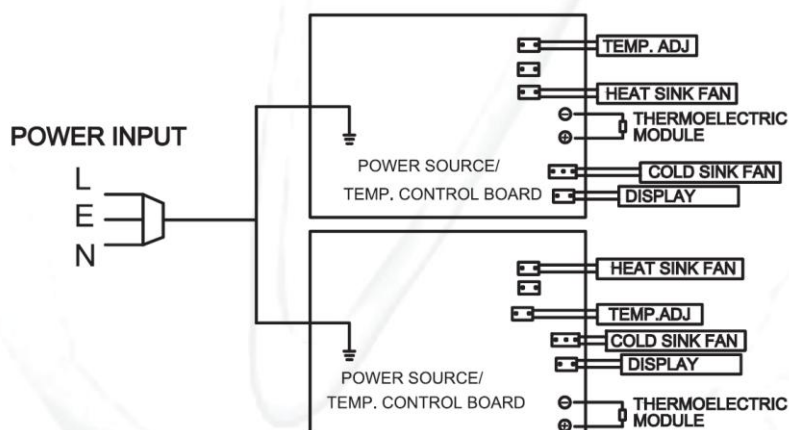 POWER INPUT
L
E
N
TEMP. ADJ
HEAT SINK FAN
THERMOELECTRIC
MODULE
POWER SOURCE/
TEMP. CONTROL BOARD
COLD SINK FAN
DISPLAY
HEAT SINK FAN
TEMP.ADJ
COLD SINK FAN
DISPLAY
POWER SOURCE/
TEMP. CONTROL BOARD
THERMOELECTRIC
MODULE